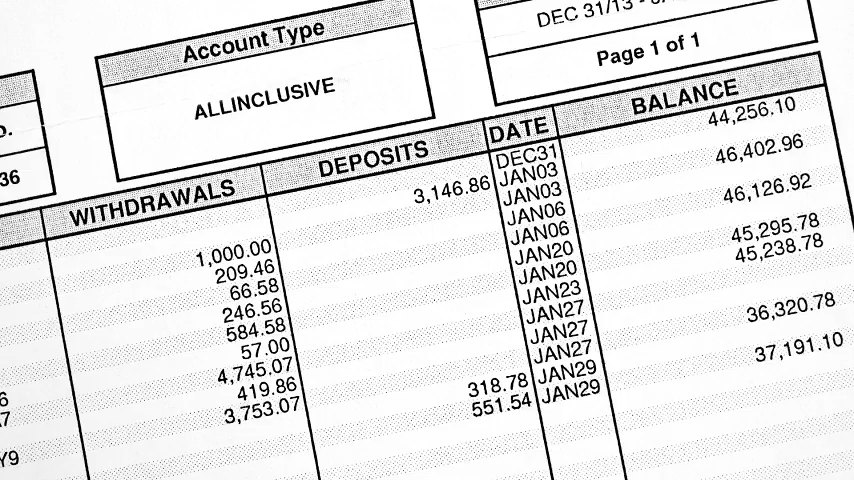 DEC 31/13 -
Account Type
Page 1 of 1
ALLINCLUSIVE
36
WITHDRAWALS DEPOSITS DATE BALANCE
DEC31 44,256.10
3,146.86 JAN03
1,000.00 JAN03 46,402.96
209.46 JAN06
66.58 JAN06 46,126.92
246.56 JAN20
584.58 JAN20 45,295.78
6 57.00 JAN23 45,238.78
7 4,745.07 JAN27
419.86 JAN27
Y9 3,753.07 JAN27 36,320.78
318.78 JAN29
551.54 JAN29 37,191.10